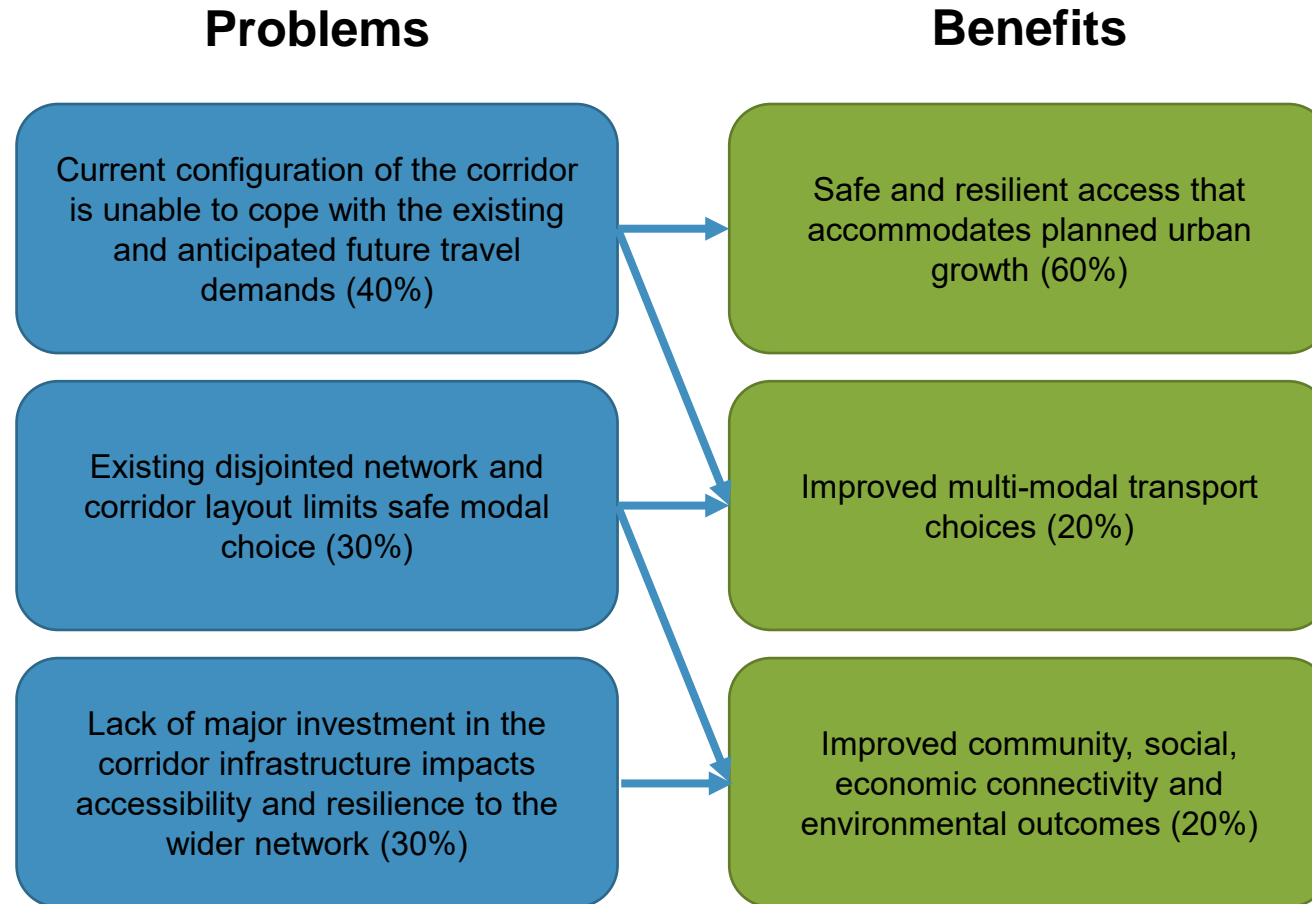 Problems
Benefits
Current configuration of the corridor
is unable to cope with the existing
and anticipated future travel
demands (40%)
Safe and resilient access that
accommodates planned urban
growth (60%)
Existing disjointed network and
corridor layout limits safe modal
choice (30%)
Improved multi-modal transport
choices (20%)
Lack of major investment in the
corridor infrastructure impacts
accessibility and resilience to the
wider network (30%)
Improved community, social,
economic connectivity and
environmental outcomes (20%)